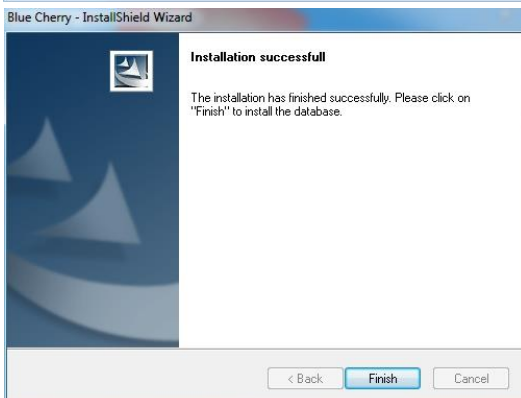 Blue Cherry - InstallShield Wizard
Installation successfull
The installation has finished successfully. Please click on
"Finish" to install the database.
< Back Finish Cancel